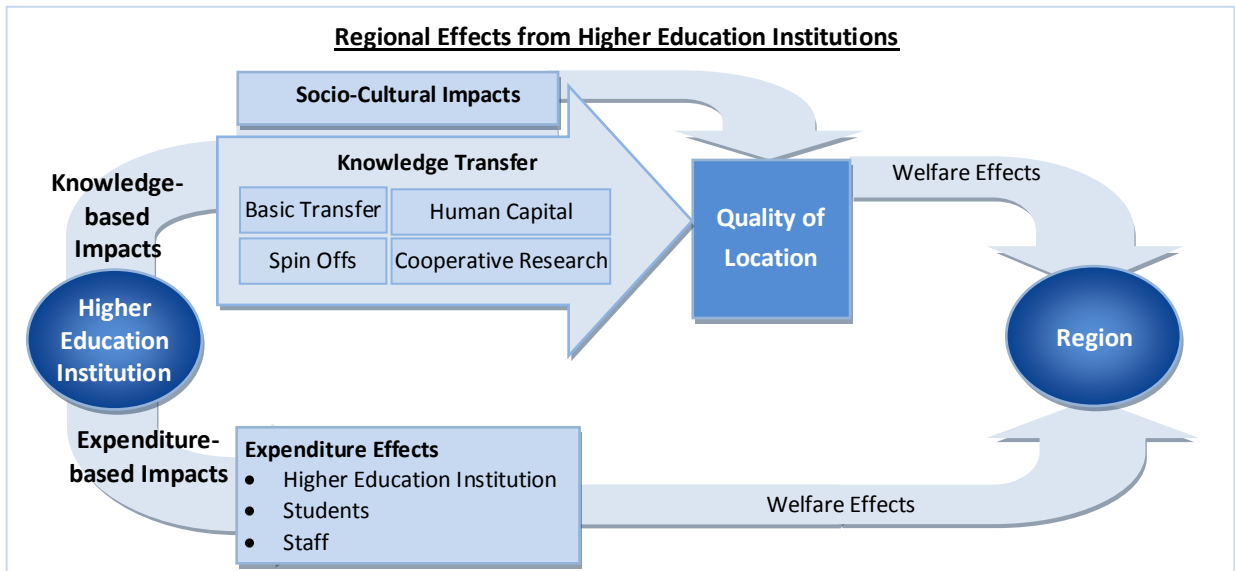 Regional Effects from Higher Education Institutions
Socio-Cultural Impacts
Knowledge Transfer
Basic Transfer
Human Capital
Spin Offs
Cooperative Research
Knowledge-
based
Impacts
Quality of
Location
Welfare Effects
Higher
Education
Institution
Region
Expenditure-
based Impacts
Expenditure Effects
• Higher Education Institution
• Students
• Staff
Welfare Effects